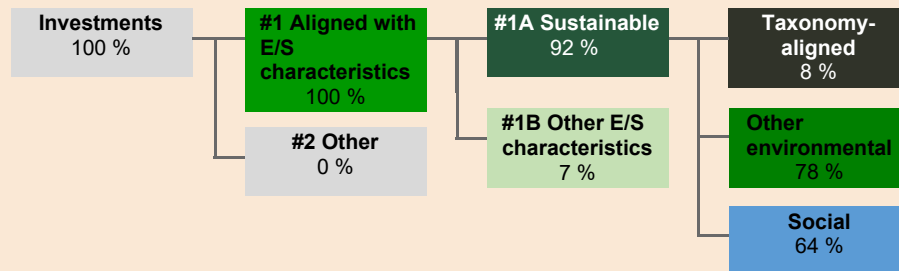 Investments
100 %
#1 Aligned with
E/S
characteristics
100 %
#2 Other
0 %
#1A Sustainable
92 %
#1B Other E/S
characteristics
7 %
Taxonomy-
aligned
8 %
Other
environmental
78 %
Social
64 %